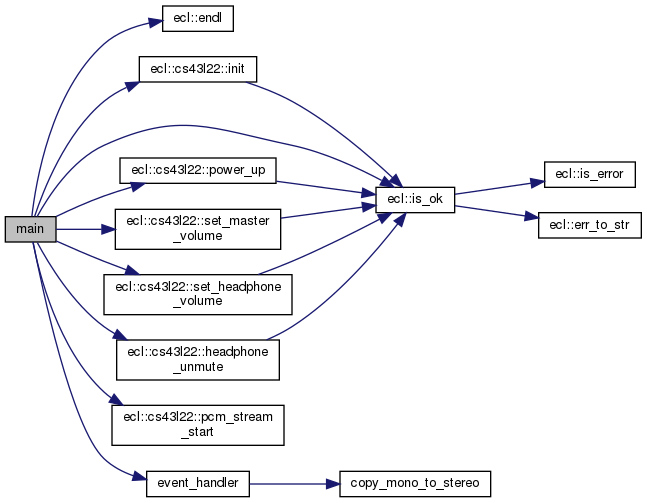 ecl::endl
ecl::cs43l22::init
ecl::cs43l22::power_up
ecl::is_error
ecl::is_ok
ecl::err_to_str
main
ecl::cs43l22::set_master
_volume
ecl::cs43l22::set_headphone
_volume
ecl::cs43l22::headphone
_unmute
ecl::cs43l22::pcm_stream
_start
event_handler
copy_mono_to_stereo